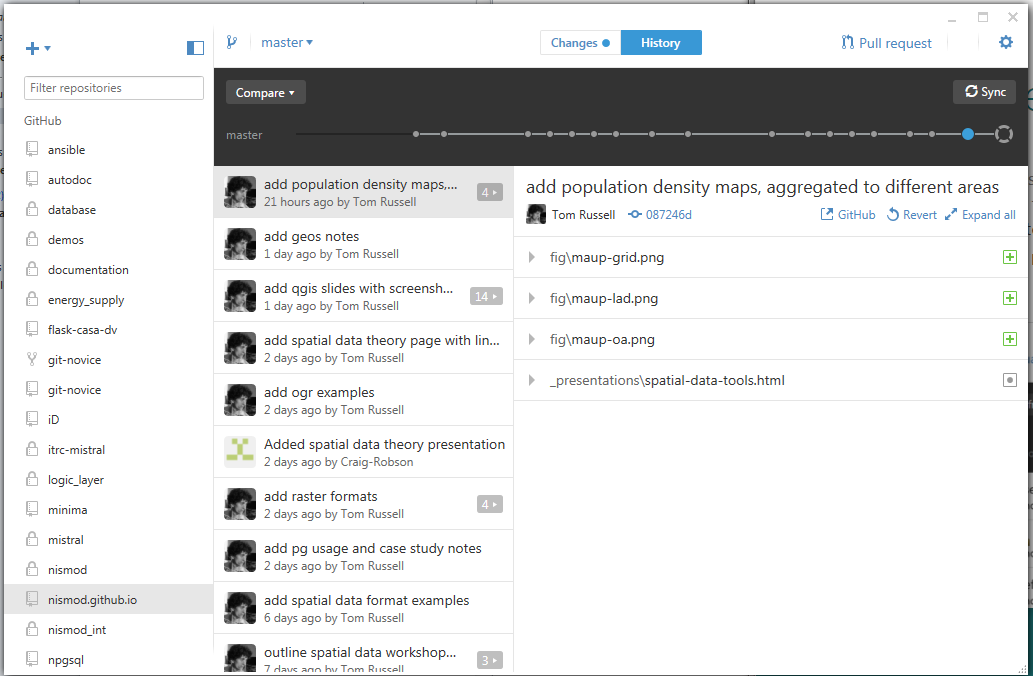 master
Changes
History
Pull request
Filter repositories
Compare
Sync
GitHub
master
ansible
autodoc
database
demos
documentation
energy_supply
flask-casa-dv
git-novice
git-novice
iD
itrc-mistral
logic_layer
minima
mistral
nismod
nismod.github.io
nismod_int
npgsql
add population density maps,...
21 hours ago by Tom Russell
4
add geos notes
1 day ago by Tom Russell
add qgis slides with screensh...
1 day ago by Tom Russell
14
add spatial data theory page with lin...
2 days ago by Tom Russell
add ogr examples
2 days ago by Tom Russell
Added spatial data theory presentation
2 days ago by Craig-Robson
add raster formats
2 days ago by Tom Russell
4
add pg usage and case study notes
2 days ago by Tom Russell
add spatial data format examples
6 days ago by Tom Russell
outline spatial data workshop...
7 days ago by Tom Russell
3
add population density maps, aggregated to different areas
Tom Russell
087246d
GitHub
Revert
Expand all
fig\maup-grid.png
fig\maup-lad.png
fig\maup-oa.png
_presentations\spatial-data-tools.html